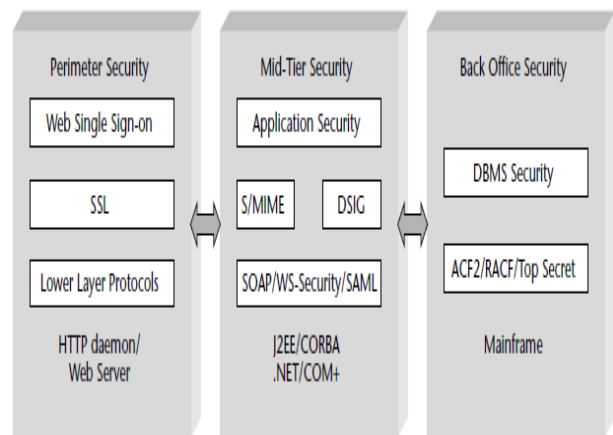 Perimeter Security
Web Single Sign-on
SSL
Lower Layer Protocols
HTTP daemon/
Web Server
Mid-Tier Security
Application Security
S/MIME
DSIG
SOAP/WS-Security/SAML
J2EE/CORBA
.NET/COM+
Back Office Security
DBMS Security
ACF2/RACF/Top Secret
Mainframe